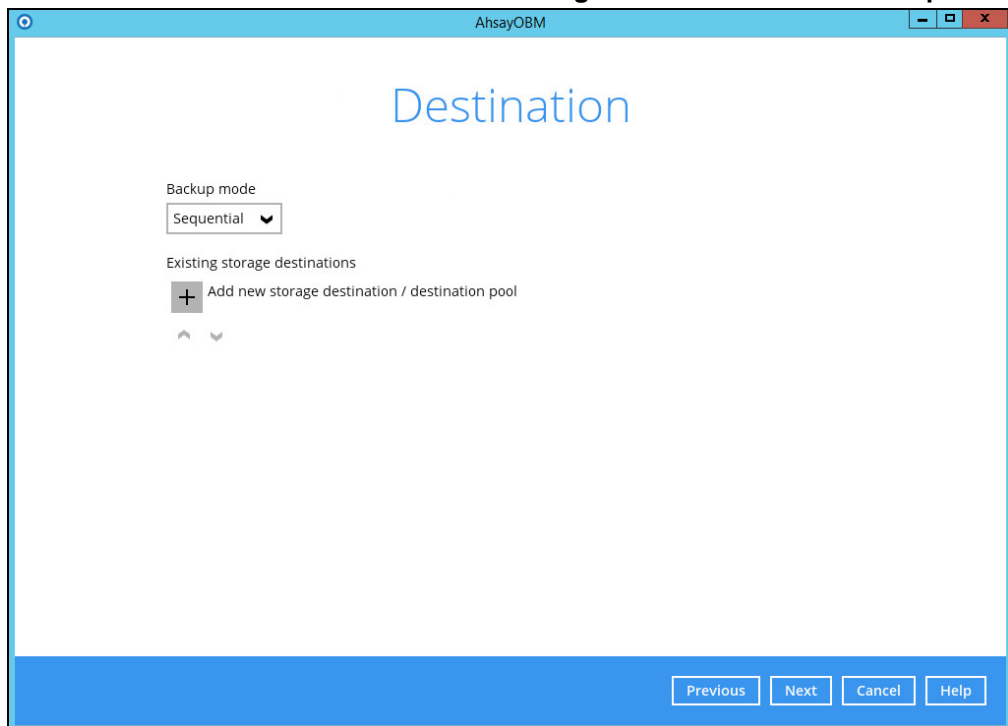 AhsayOBM
Destination
Backup mode
Sequential
Existing storage destinations
Add new storage destination / destination pool
Previous Next Cancel Help